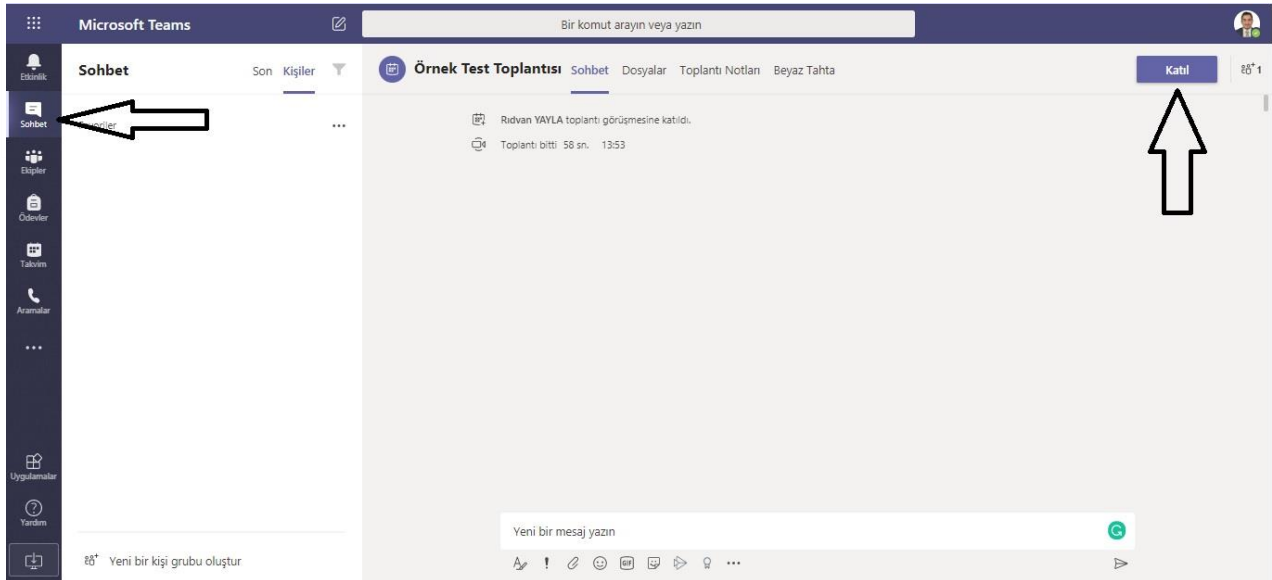 Microsoft Teams
Bir komut arayın veya yazın
Etkinlik
Sohbet
Ekipler
Ödevler
Takvim
Aramalar
Uygulamalar
Yardım
Sohbet
Son Kişiler
Yeni bir kişi grubu oluştur
Örnek Test Toplantısı Sohbet Dosyalar Toplantı Notları Beyaz Tahta
Katıl
1
Rıdvan YAYLA toplantı görüşmesine katıldı.
Toplantı bitti 58 sn. 13:53
Yeni bir mesaj yazın
GIF